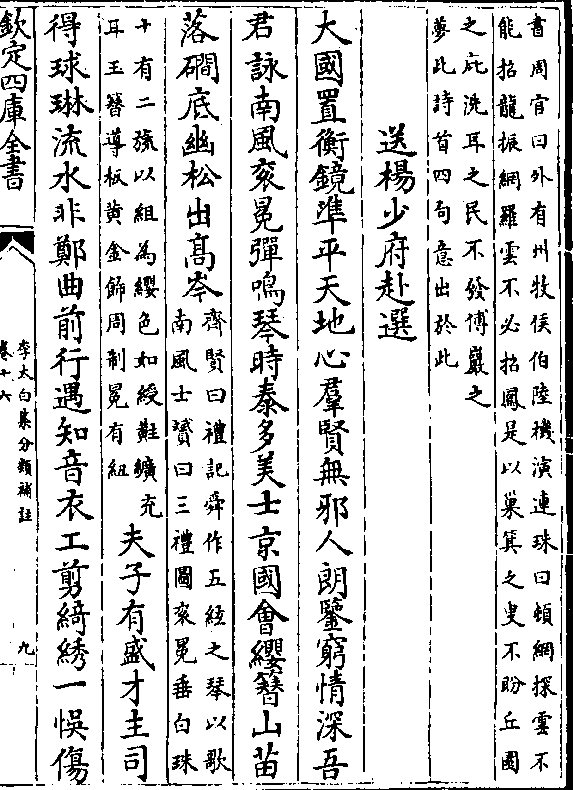 書周官曰外有州牧侯伯陸機演連珠曰頓網探雲不
能招龍振網羅雲不必招鳳是以巢箕之叟不盼丘園
之庇洗耳之民不發傅巖之
夢此詩首四句意出於此
送楊少府赴選
大國置衡鏡準平天地心羣賢無邪人朗鑒窮情深吾
君詠南風衮冕彈鳴琴時泰多美士京國會纓簪山苗
落磵底幽松出髙岑
齊賢曰禮記舜作五絃之琴以歌
南風士贇曰三禮圖衮冕垂白珠
十有二旒以組為纓色如綬黈纊充
耳玉簪導板黄金飾周制冕有組
夫子有盛才主司
得球琳流水非鄭曲前行遇知音衣工剪綺綉一悞傷
欽定四庫全書
李太白集分類補註
卷十六
九